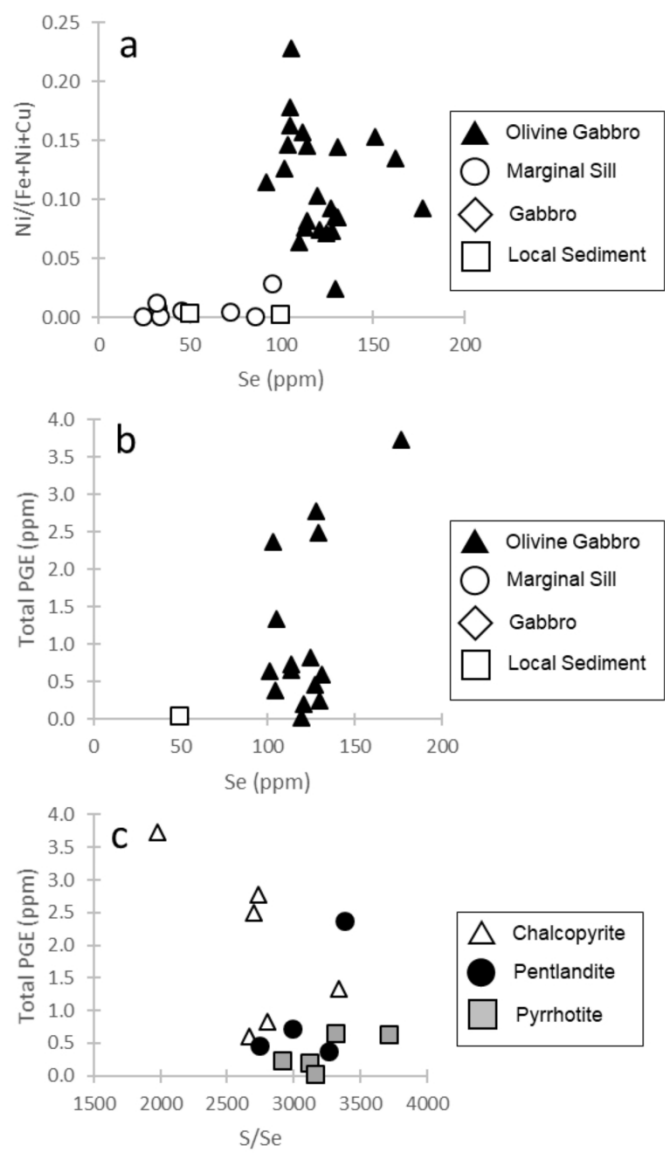 a
0.25
0.20
0.15
0.10
0.05
0.00
Ni/(Fe+Ni+Cu)
0 50 100 150 200
Se (ppm)
Olivine Gabbro
Marginal Sill
Gabbro
Local Sediment
b
4.0
3.5
3.0
2.5
2.0
1.5
1.0
0.5
0.0
Total PGE (ppm)
0 50 100 150 200
Se (ppm)
Olivine Gabbro
Marginal Sill
Gabbro
Local Sediment
c
4.0
3.5
3.0
2.5
2.0
1.5
1.0
0.5
0.0
Total PGE (ppm)
1500 2000 2500 3000 3500 4000
S/Se
Chalcopyrite
Pentlandite
Pyrrhotite